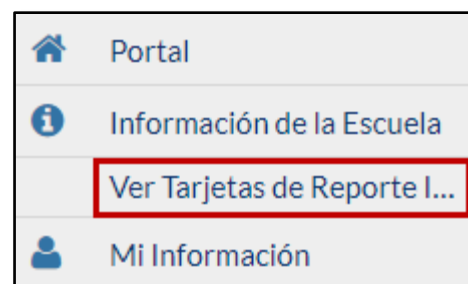 Portal
Información de la Escuela
Ver Tarjetas de Reporte I...
Mi Información